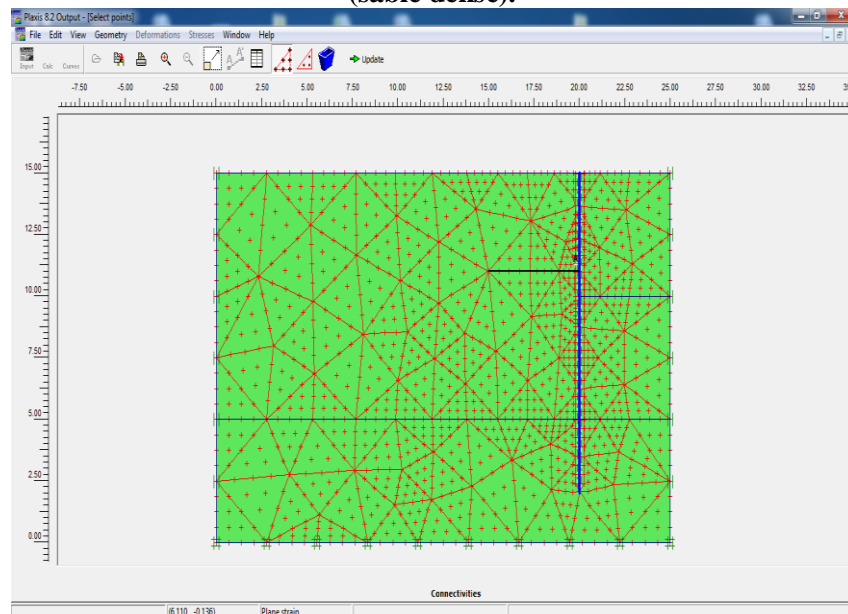 (sable dense).
Plaxis 8.2 Output - [Select points]
File Edit View Geometry Deformations Stresses Window Help
Input Calc Curves Update
-7.50 -5.00 -2.50 0.00 2.50 5.00 7.50 10.00 12.50 15.00 17.50 20.00 22.50 25.00 27.50 30.00 32.50
15.00
12.50
10.00
7.50
5.00
2.50
0.00
Connectivities
(6.110, -0.136) Plane strain